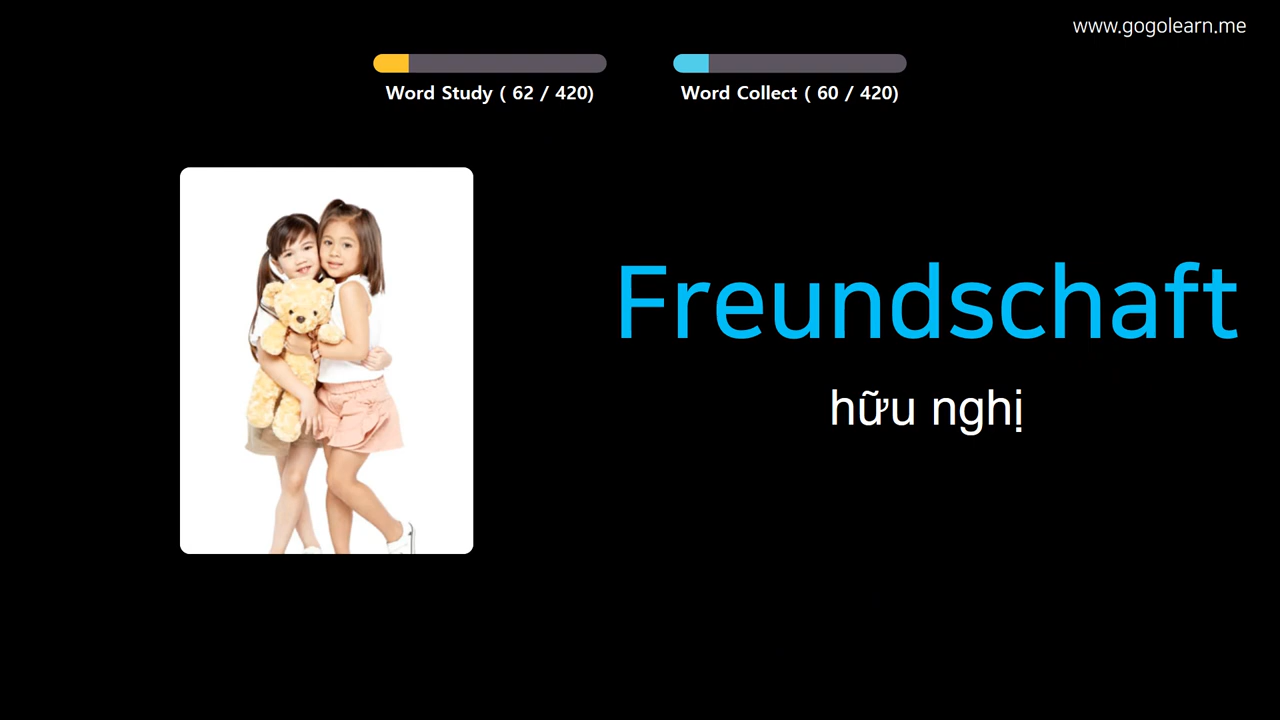 www.gogolearn.me
Word Study ( 62 / 420)
Word Collect ( 60 / 420)
Freundschaft
hữu nghị